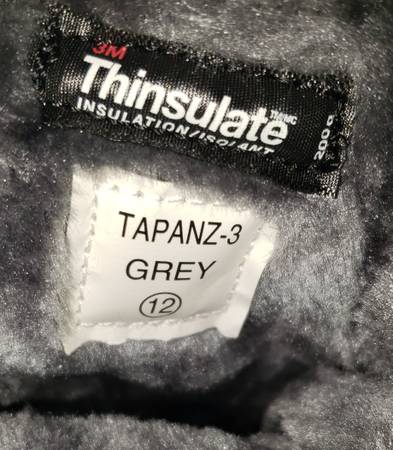 3M
Thinsulate TM/MC
INSULATION/ISOLANT
200 g
TAPANZ-3
GREY
12